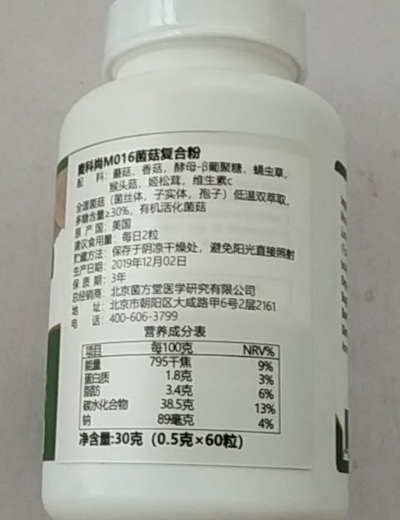 膏科尚M016菌菇复合粉
配 料：蘑菇，香菇，酵母-β葡聚糖，蛹虫草，
猴头菇，姬松茸，维生素c
全谱菌菇（菌丝体，子实体，孢子）低温双萃取，
多糖含量≥30%，有机活化菌菇
原 产 国：美国
建议食用量：每日2粒
贮藏方法：保存于阴凉干燥处，避免阳光直接照射
生产日期：2019年12月02日
保 质 期：3年
总经销商：北京菌方堂医学研究有限公司
地 址：北京市朝阳区大咸路甲6号2层2161
电 话：400-606-3799
营养成分表
项目 每100克 NRV%
能量 795千焦 9%
蛋白质 1.8克 3%
脂肪 3.4克 6%
碳水化合物 38.5克 13%
钠 89毫克 4%
净含量:30克（0.5克×60粒）